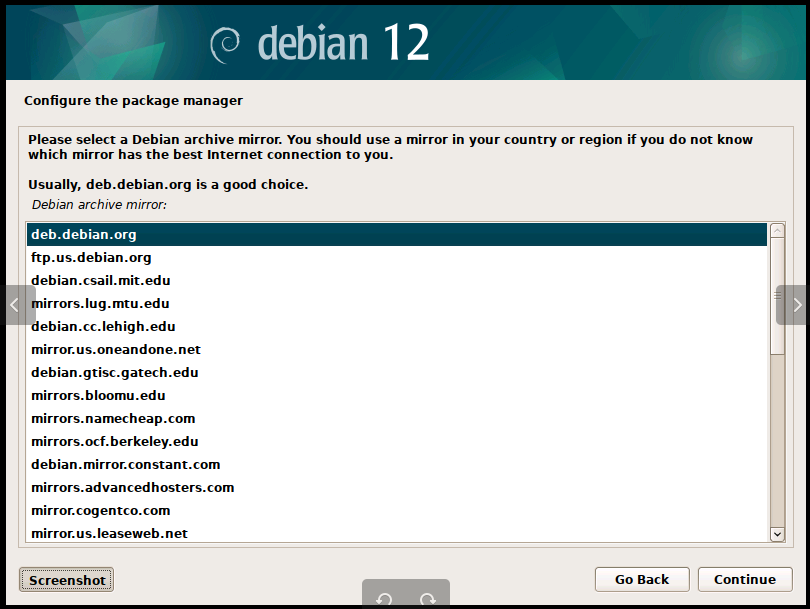 debian 12
Configure the package manager
Please select a Debian archive mirror. You should use a mirror in your country or region if you do not know
which mirror has the best Internet connection to you.
Usually, deb.debian.org is a good choice.
Debian archive mirror:
deb.debian.org
ftp.us.debian.org
debian.csail.mit.edu
mirrors.lug.mtu.edu
debian.cc.lehigh.edu
mirror.us.oneandone.net
debian.gtisc.gatech.edu
mirrors.bloomu.edu
mirrors.namecheap.com
mirrors.ocf.berkeley.edu
debian.mirror.constant.com
mirrors.advancedhosters.com
mirror.cogentco.com
mirror.us.leaseweb.net
Screenshot
Go Back
Continue